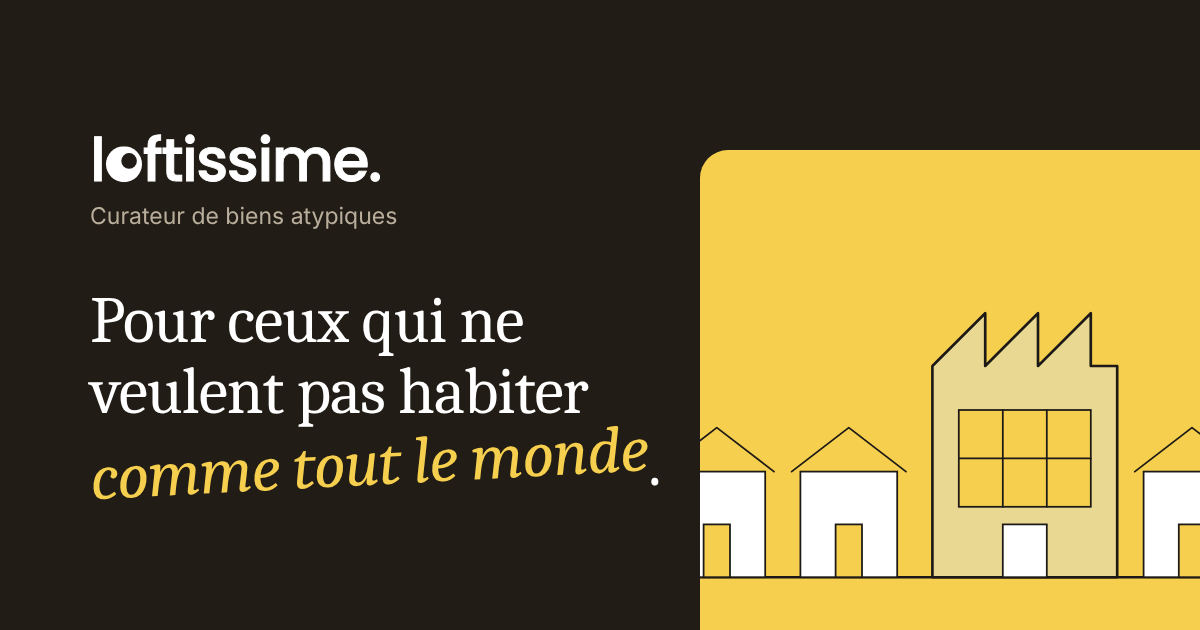 loftissime.
Curateur de biens atypiques
Pour ceux qui ne
veulent pas habiter
comme tout le monde.